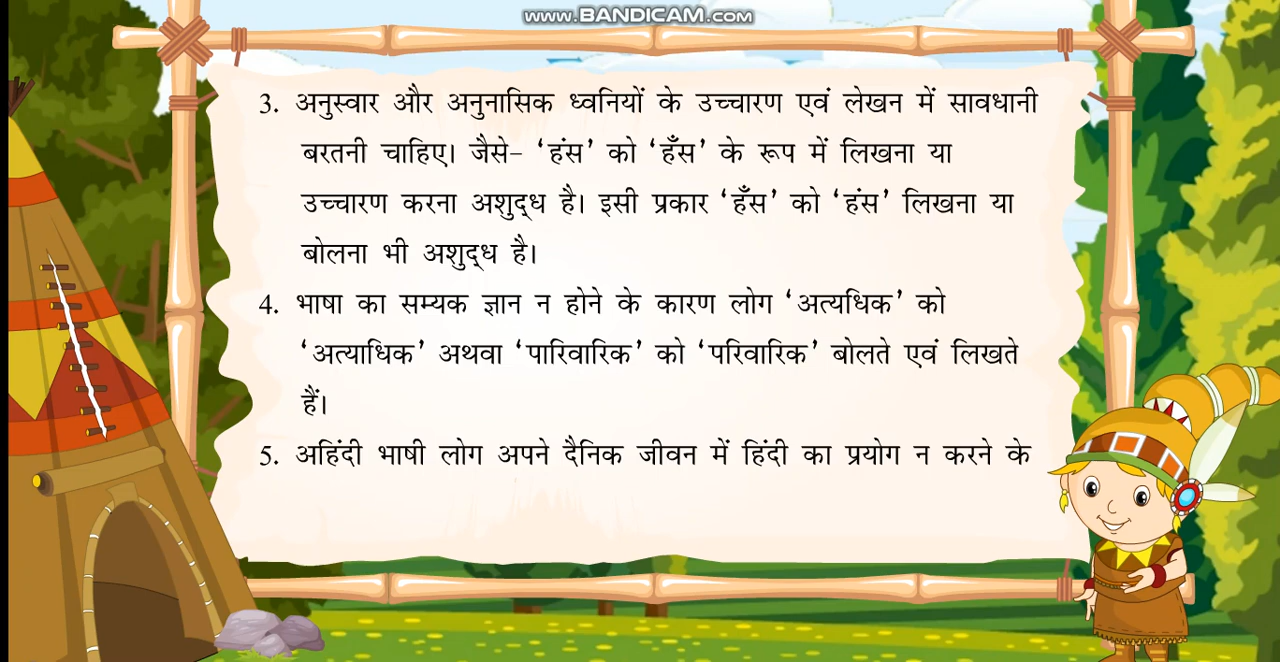 www.BANDICAM.com
3. अनुस्वार और अनुनासिक ध्वनियों के उच्चारण एवं लेखन में सावधानी
बरतनी चाहिए। जैसे– ‘हंस’ को ‘हँस’ के रूप में लिखना या
उच्चारण करना अशुद्ध है। इसी प्रकार ‘हँस’ को ‘हंस’ लिखना या
बोलना भी अशुद्ध है।
4. भाषा का सम्यक ज्ञान न होने के कारण लोग ‘अत्यधिक’ को
‘अत्याधिक’ अथवा ‘पारिवारिक’ को ‘परिवारिक’ बोलते एवं लिखते
हैं।
5. अहिंदी भाषी लोग अपने दैनिक जीवन में हिंदी का प्रयोग न करने के